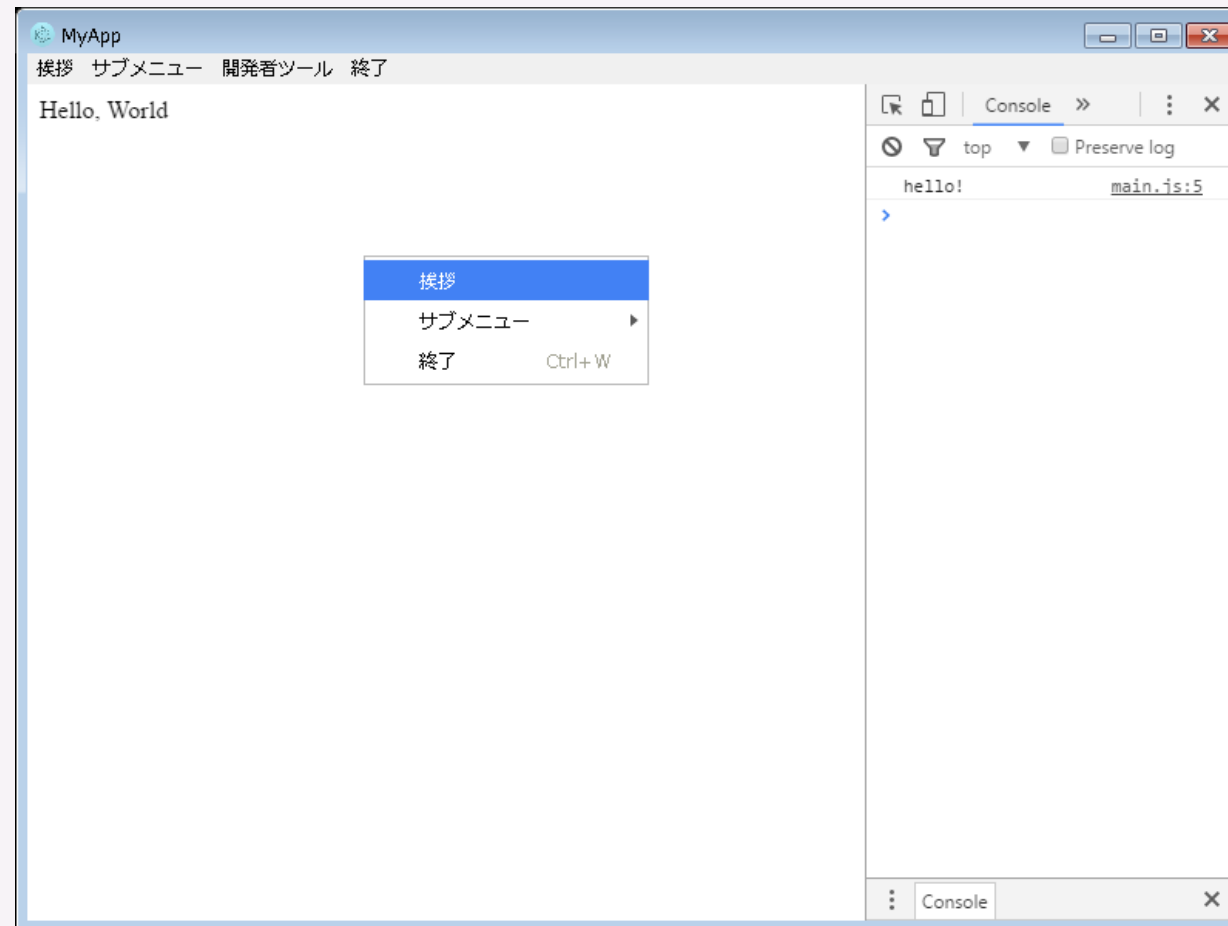 MyApp
挨拶 サブメニュー 開発者ツール 終了
Hello, World
Console
top Preserve log
hello! main.js:5
挨拶
サブメニュー
終了 Ctrl+W
Console